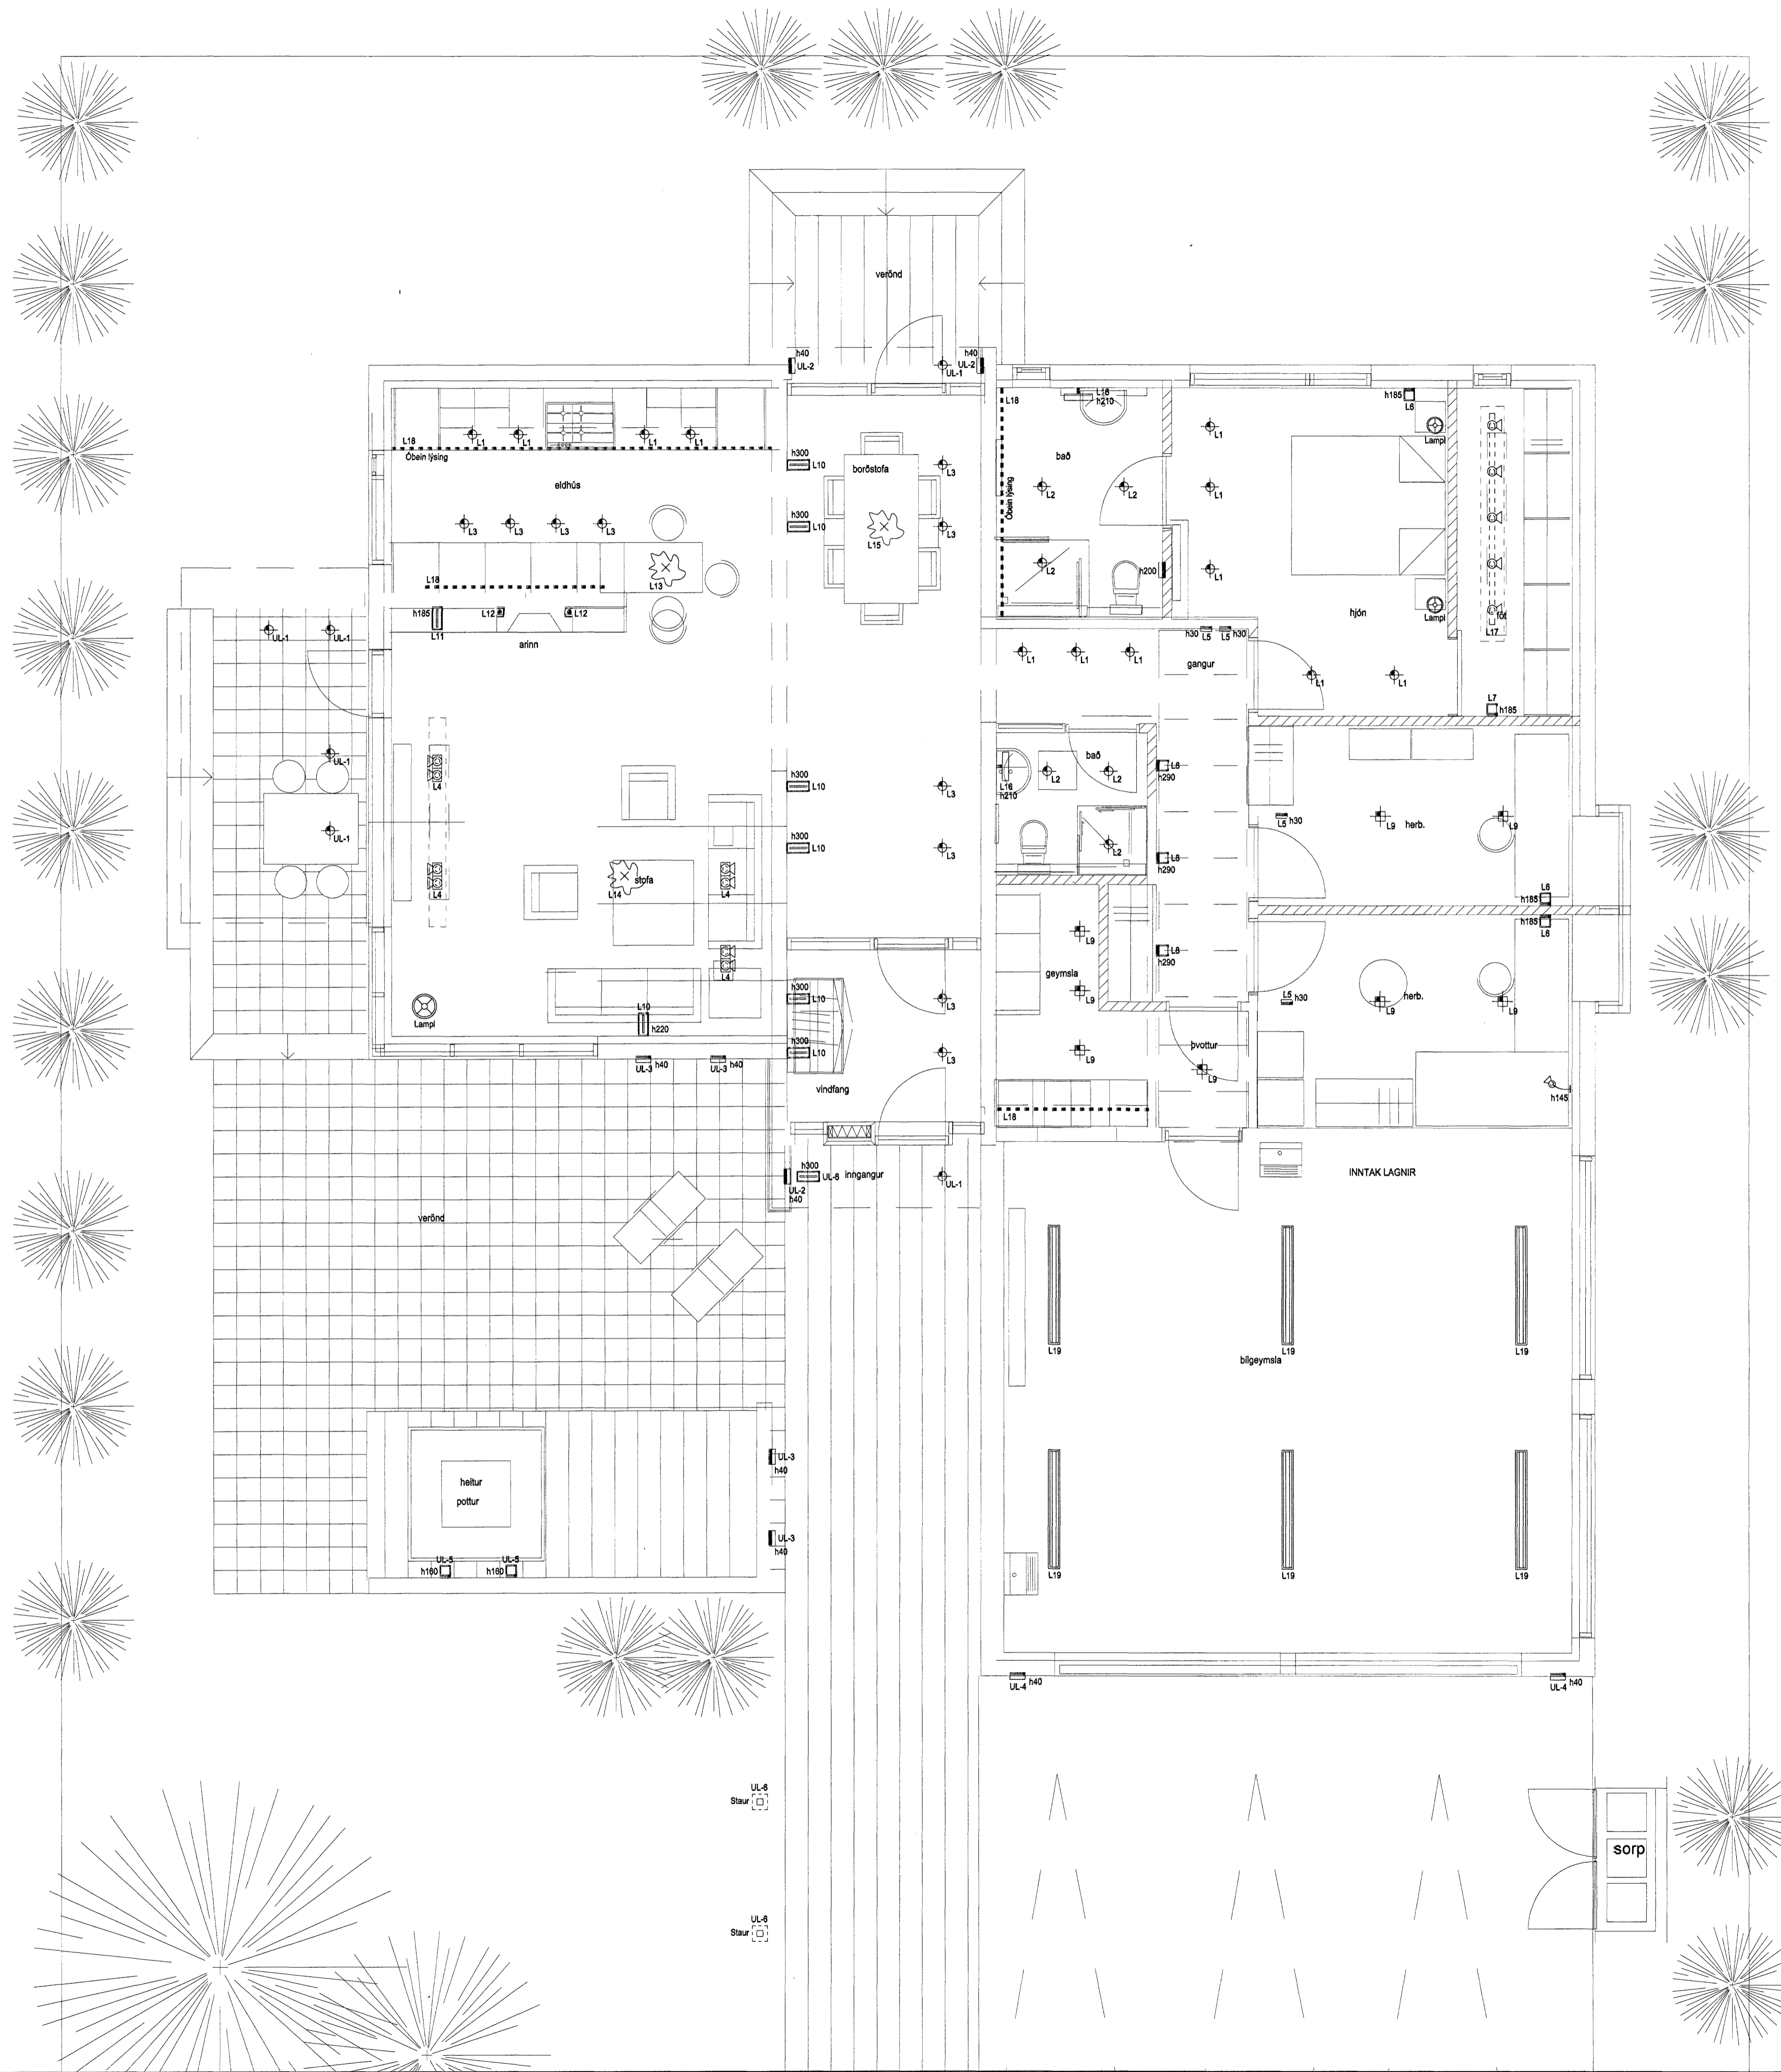 verönd
h40
UL-2
UL-1
h40
UL-2
L18
L1
L1
L1
L1
Óbein lýsing
eldhús
L3
L3
L3
L3
L18
L13
h185
L11
L12
L12
arinn
h300
L10
h300
L10
borðstofa
L15
L3
L3
L18
Óbein lýsing
L16
h210
bað
L2
L2
L2
h200
L1
L1
L1
h185
L6
Lampi
Lampi
hjón
föt
L17
L7
h185
h30
L5
L5
h30
gangur
L1
L1
L1
L1
L1
UL-1
UL-1
UL-1
UL-1
L4
L4
L4
L4
stofa
L14
Lampi
L10
h220
h300
L10
h300
L10
L3
L3
bað
L16
h210
L2
L2
L2
L8
h290
L8
h290
L8
h290
L5
h30
L9
herb.
L9
L6
h185
h185
L6
L5
h30
L9
herb.
L9
h145
geymsla
L9
L9
L9
L18
þvottur
L9
h300
L10
h300
L10
L3
L3
vindfang
UL-3
h40
UL-3
h40
h300
UL-6
UL-2
h40
inngangur
UL-1
INNTAK LAGNIR
verönd
L19
L19
L19
bílgeymsla
L19
L19
L19
heitur
pottur
UL-3
h40
UL-3
h40
UL-5
h160
UL-5
h160
UL-4
h40
UL-4
h40
UL-6
Staur
UL-6
Staur
sorp